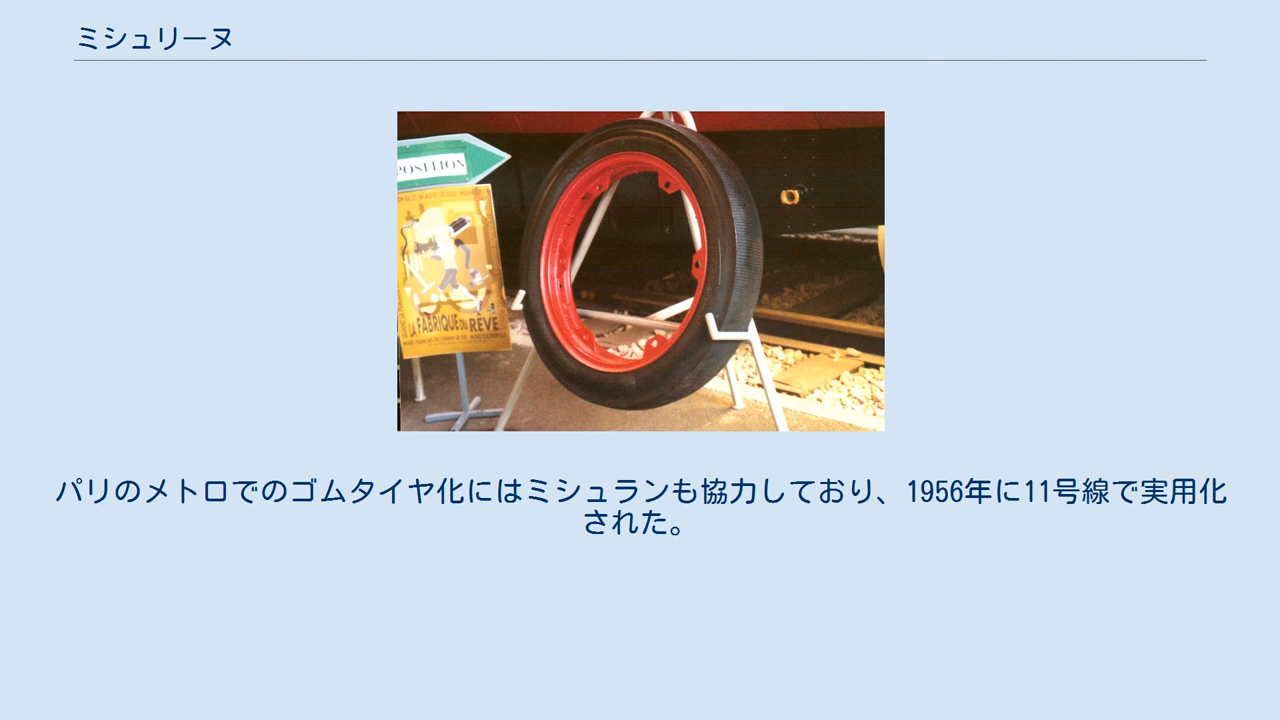 ミシュリーヌ
POSITION
LA FABRIQUE DU RÊVE
パリのメトロでのゴムタイヤ化にはミシュランも協力しており、1956年に11号線で実用化
された。